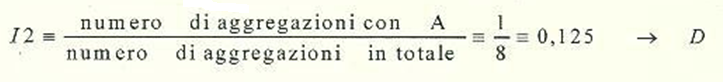 I2 ≡ numero di aggregazioni con A / numero di aggregazioni in totale ≡ 1/8 ≡ 0,125 → D